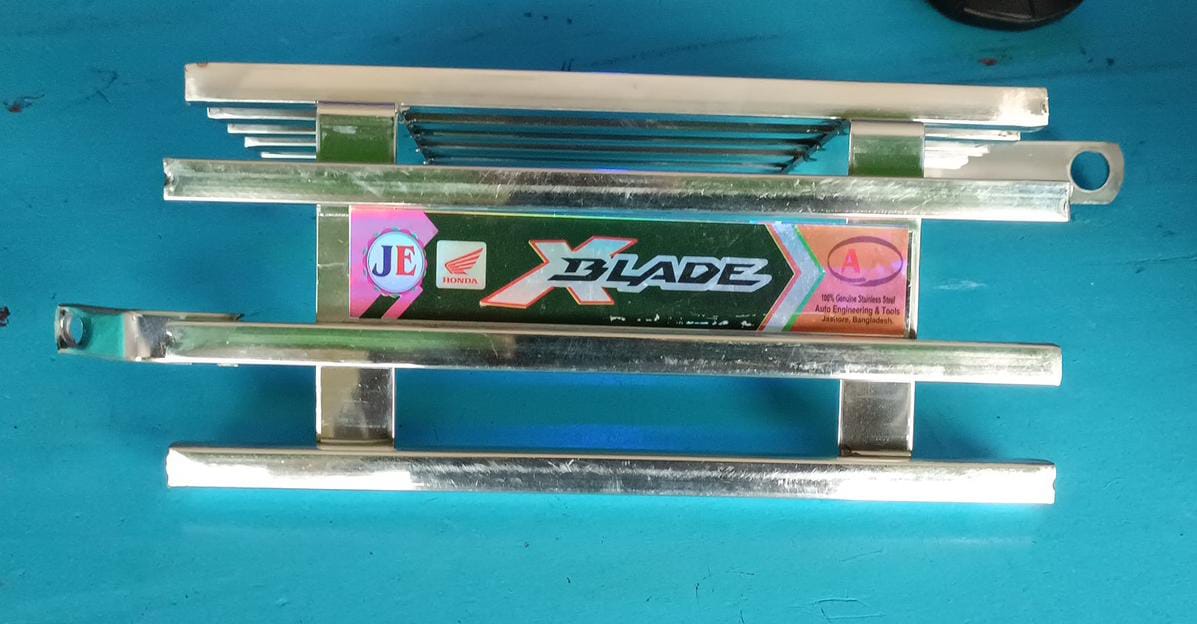 JE
HONDA
XBLADE
A
100% Genuine Stainless Steel
Auto Engineering & Tools
Jashore, Bangladesh.